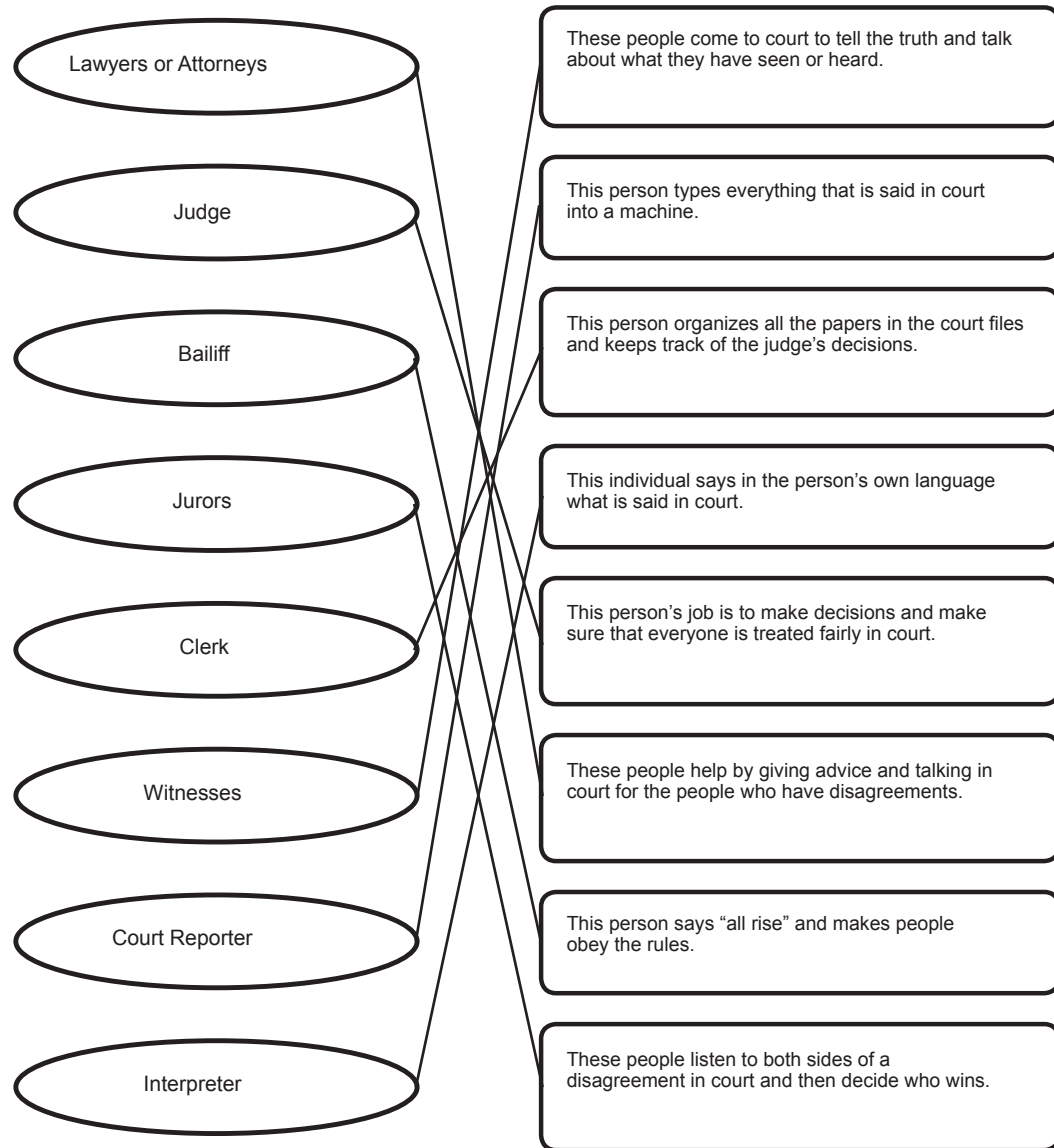 Lawyers or Attorneys
Judge
Bailiff
Jurors
Clerk
Witnesses
Court Reporter
Interpreter
These people come to court to tell the truth and talk
about what they have seen or heard.
This person types everything that is said in court
into a machine.
This person organizes all the papers in the court files
and keeps track of the judge’s decisions.
This individual says in the person’s own language
what is said in court.
This person’s job is to make decisions and make
sure that everyone is treated fairly in court.
These people help by giving advice and talking in
court for the people who have disagreements.
This person says “all rise” and makes people
obey the rules.
These people listen to both sides of a
disagreement in court and then decide who wins.